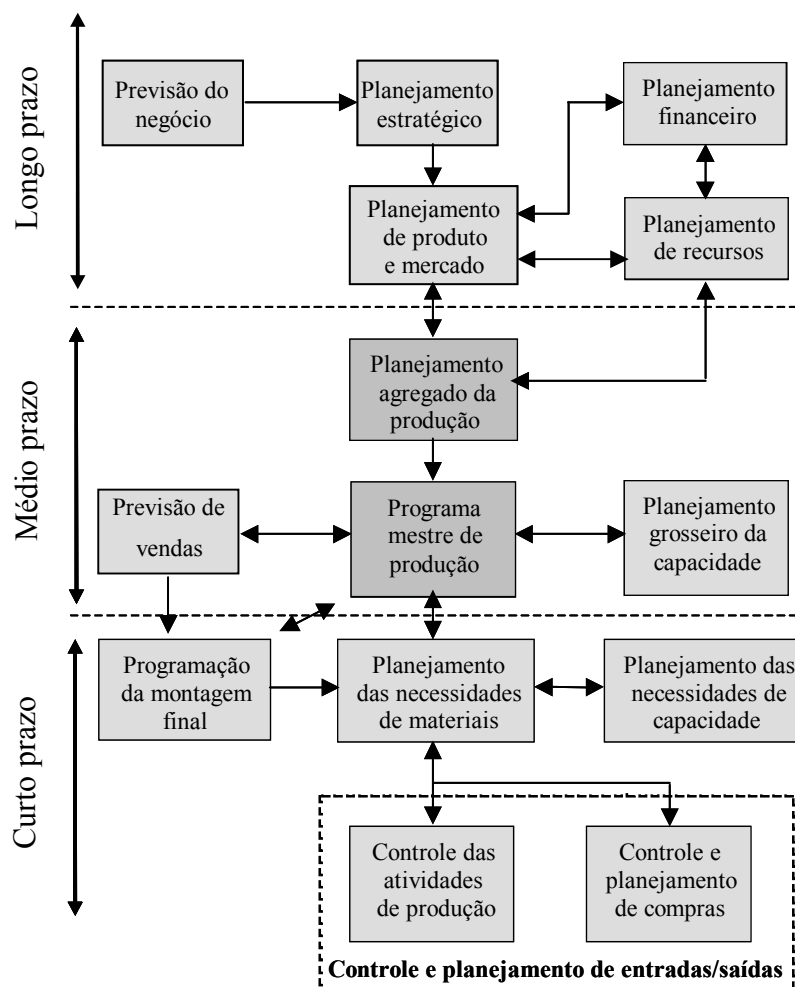 Longo prazo
Previsão do
negócio
Planejamento
estratégico
Planejamento
financeiro
Planejamento
de produto
e mercado
Planejamento
de recursos
Médio prazo
Planejamento
agregado da
produção
Previsão de
vendas
Programa
mestre de
produção
Planejamento
grosseiro da
capacidade
Curto prazo
Programação
da montagem
final
Planejamento
das necessidades
de materiais
Planejamento das
necessidades de
capacidade
Controle das
atividades
de produção
Controle e
planejamento
de compras
Controle e planejamento de entradas/saídas